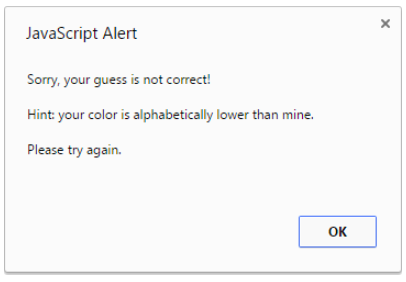 JavaScript Alert
Sorry, your guess is not correct!
Hint: your color is alphabetically lower than mine.
Please try again.
OK